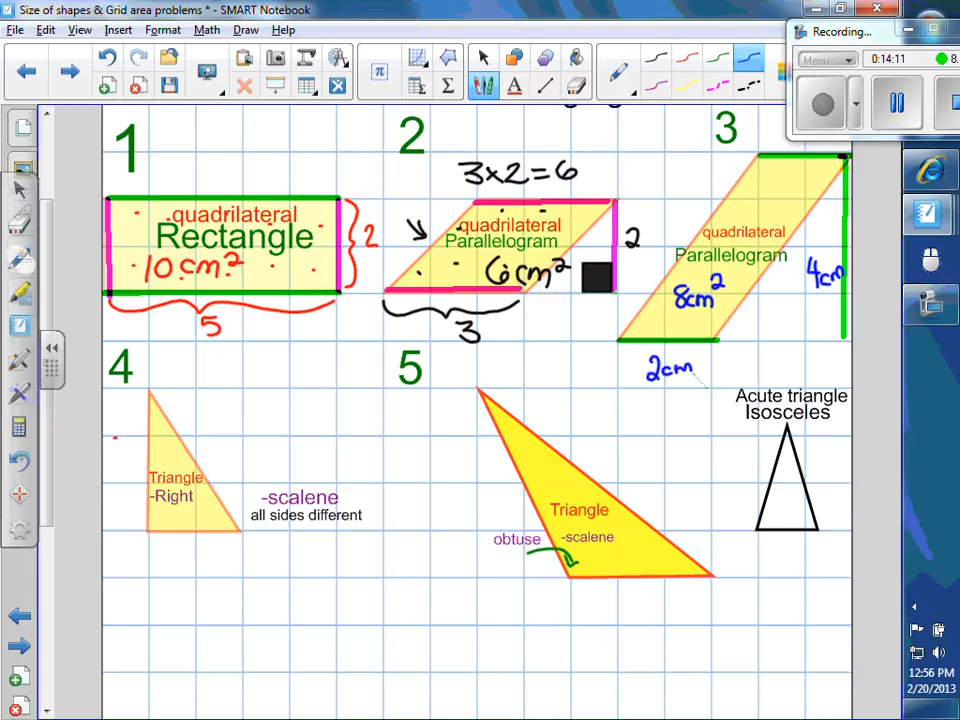 Size of shapes & Grid area problems * - SMART Notebook
File Edit View Insert Format Math Draw Help
Recording...
Menu
0:14:11
8.
π
Σ
A
1
2
3
3x2=6
quadrilateral
Rectangle
10cm²
2
5
quadrilateral
Parallelogram
6cm²
2
3
quadrilateral
Parallelogram
8cm²
4cm
2cm
4
5
Triangle
-Right
-scalene
all sides different
Triangle
obtuse
-scalene
Acute triangle
Isosceles
12:56 PM
2/20/2013